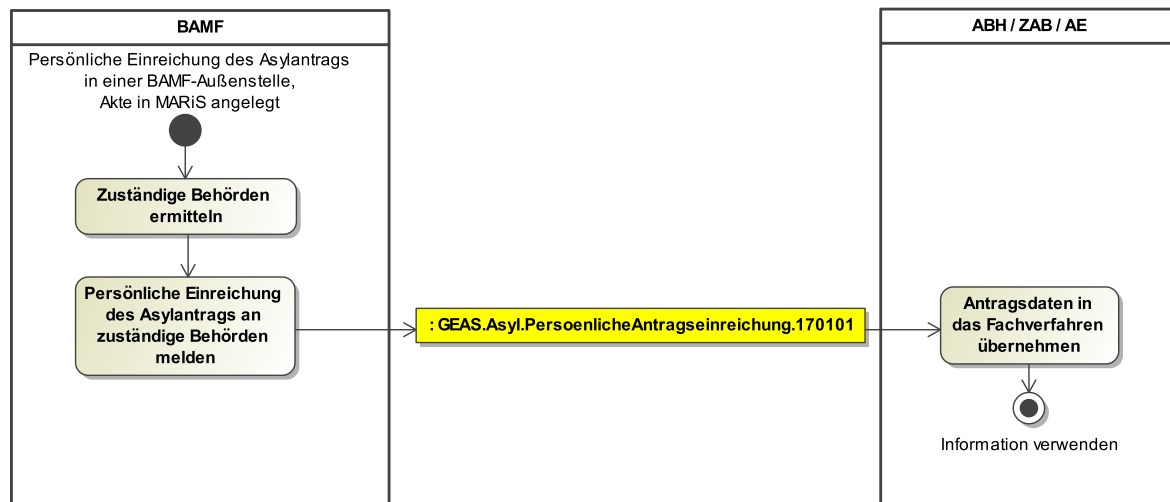 BAMF
Persönliche Einreichung des Asylantrags
in einer BAMF-Außenstelle,
Akte in MARiS angelegt
Zuständige Behörden
ermitteln
Persönliche Einreichung
des Asylantrags an
zuständige Behörden
melden
: GEAS.Asyl.PersoenlicheAntragseinreichung.170101
ABH / ZAB / AE
Antragsdaten in
das Fachverfahren
übernehmen
Information verwenden